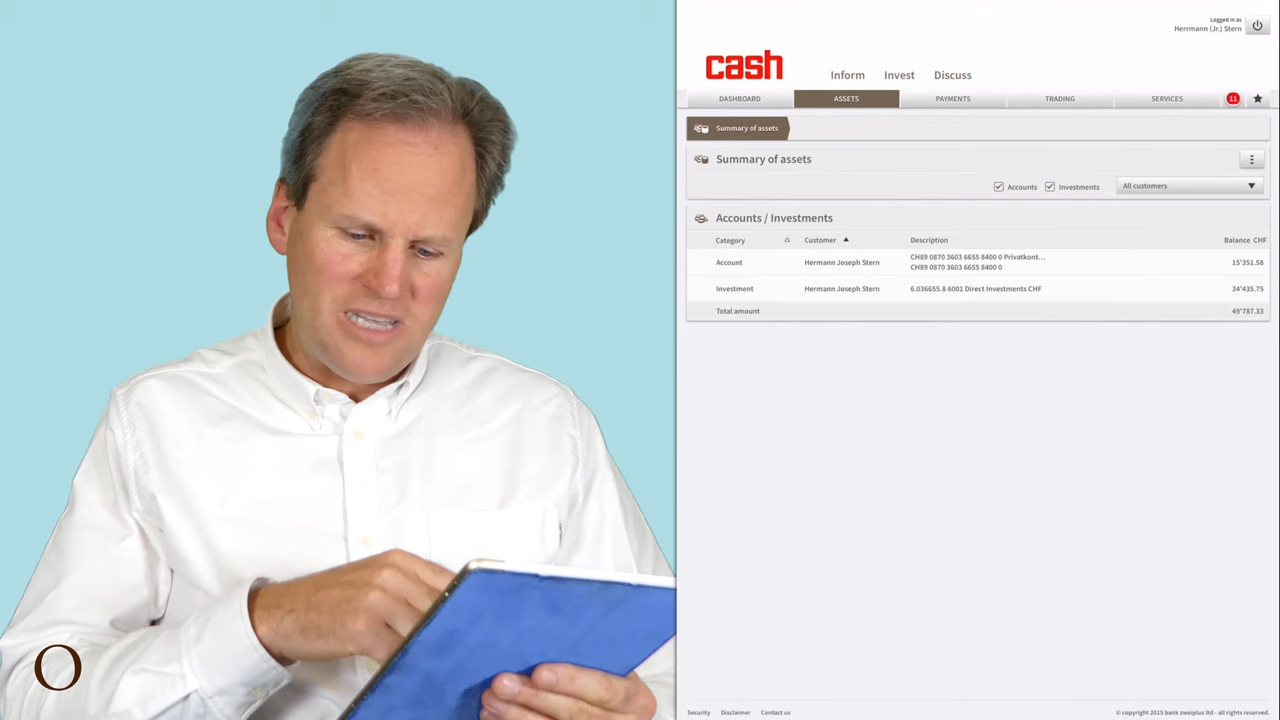 Logged in as
Herrmann (Jr.) Stern
cash
Inform Invest Discuss
DASHBOARD ASSETS PAYMENTS TRADING SERVICES 11
Summary of assets
Summary of assets
Accounts Investments All customers
Accounts / Investments
Category Customer Description Balance CHF
Account Hermann Joseph Stern CH89 0870 3603 6655 8400 0 Privatkont... 15'351.58
CH89 0870 3603 6655 8400 0
Investment Hermann Joseph Stern 6.036655.8 6001 Direct Investments CHF 34'435.75
Total amount 49'787.33
O
Security Disclaimer Contact us © copyright 2015 bank zweiplus ltd - all rights reserved.